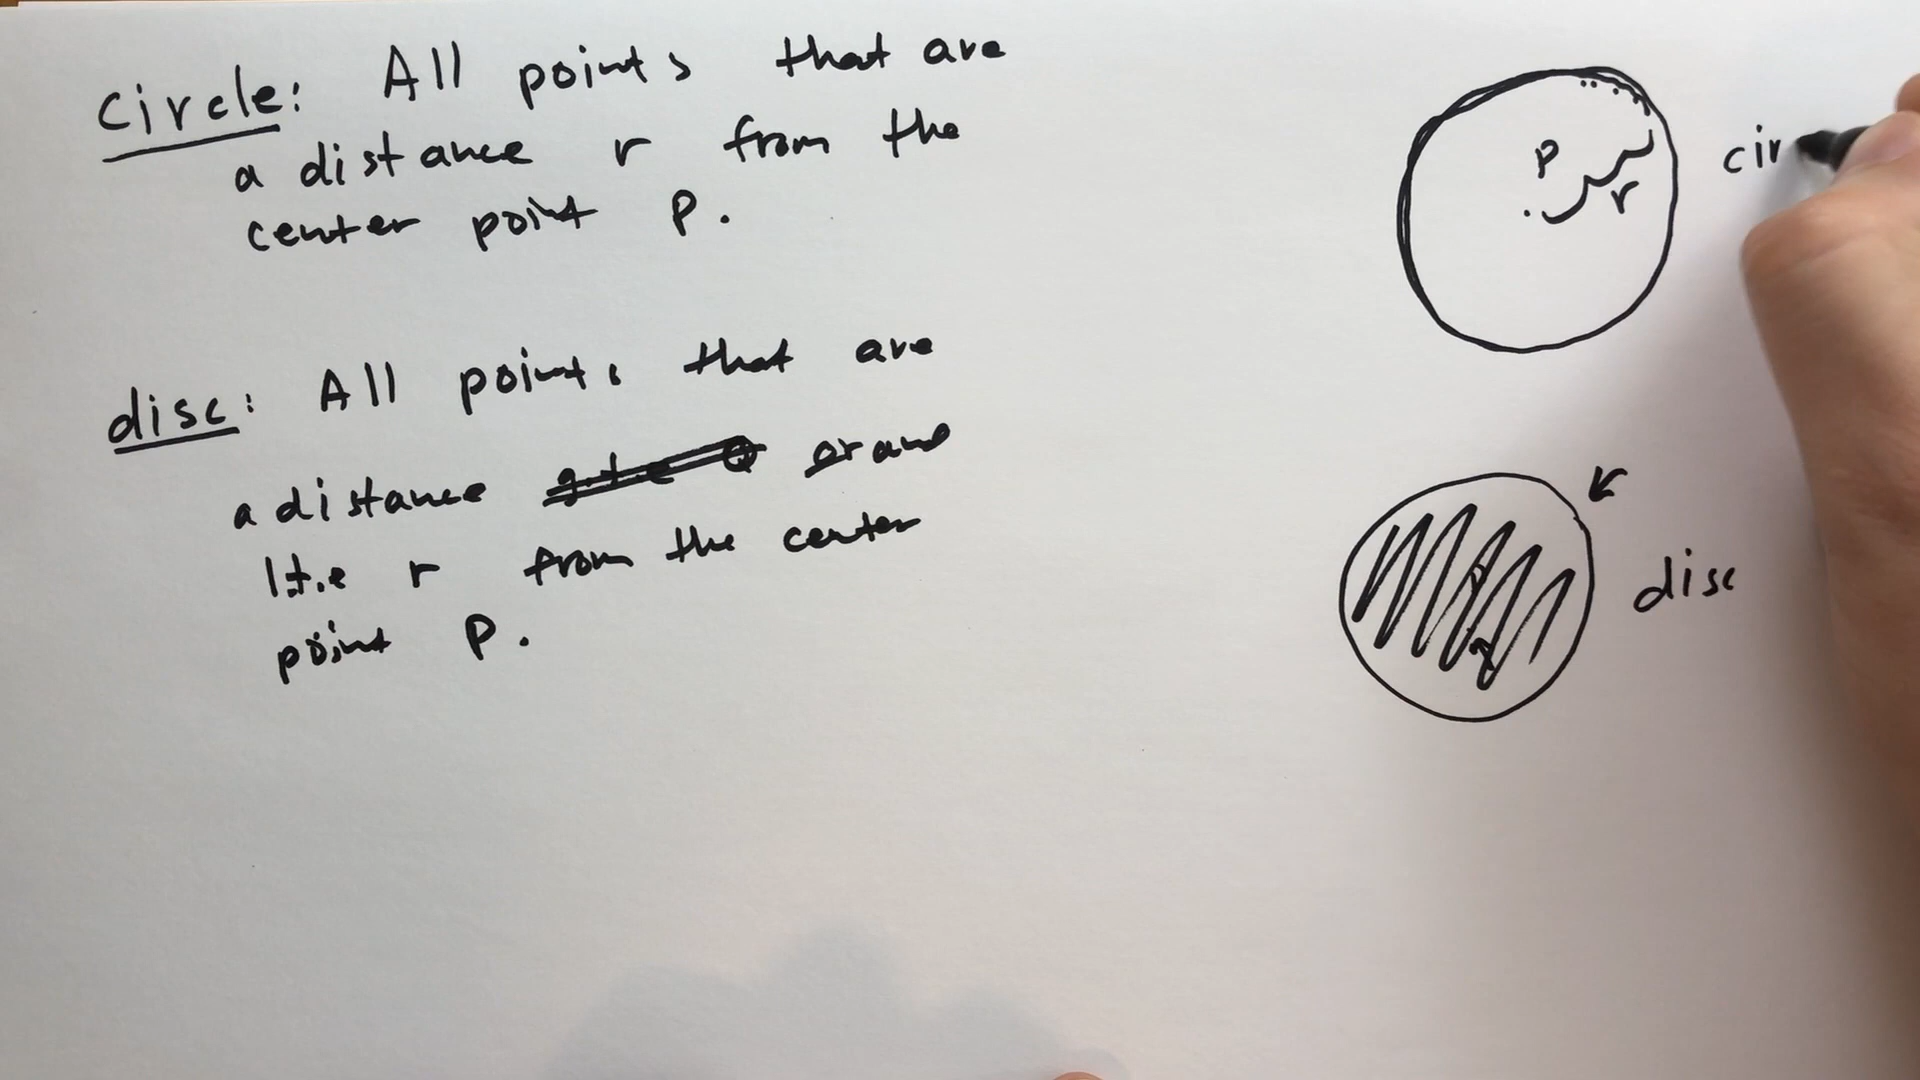 circle: All points that are
a distance r from the
center point P.
disc: All points that are
a distance or and
l.t.e r from the center
point P.
P
r
cir
disc